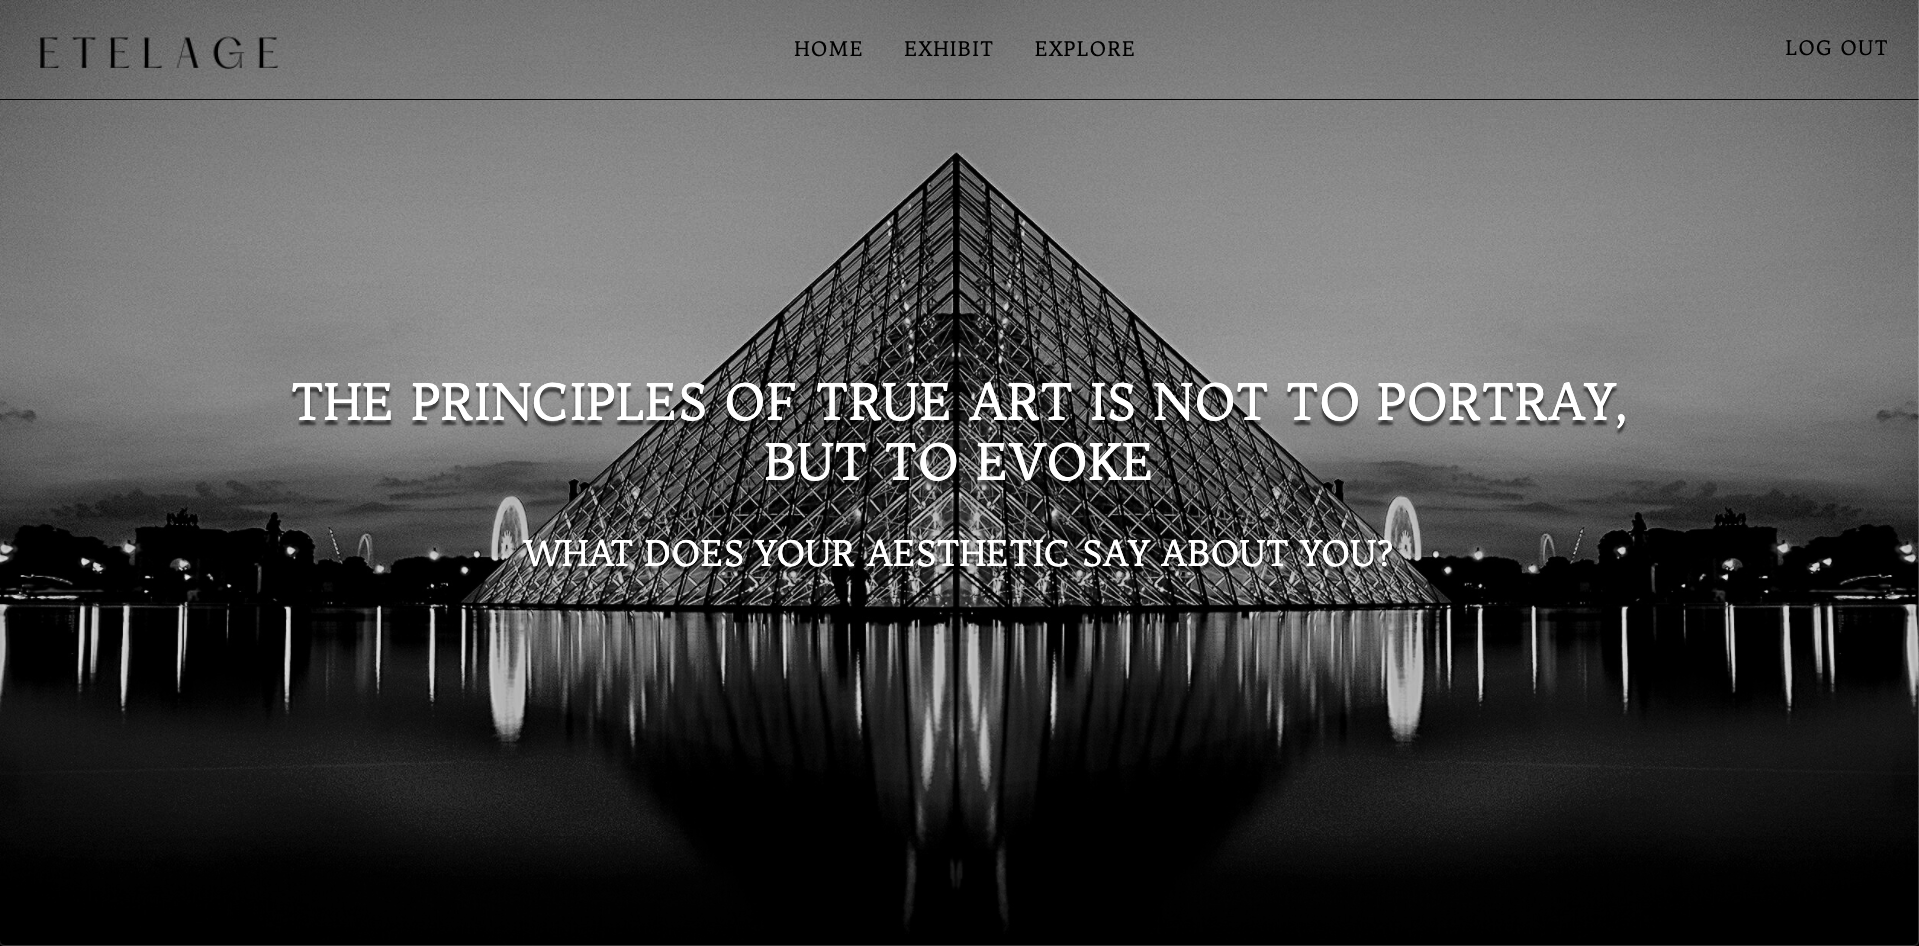 ETELAGE
HOME EXHIBIT EXPLORE
LOG OUT
THE PRINCIPLES OF TRUE ART IS NOT TO PORTRAY,
BUT TO EVOKE
WHAT DOES YOUR AESTHETIC SAY ABOUT YOU?